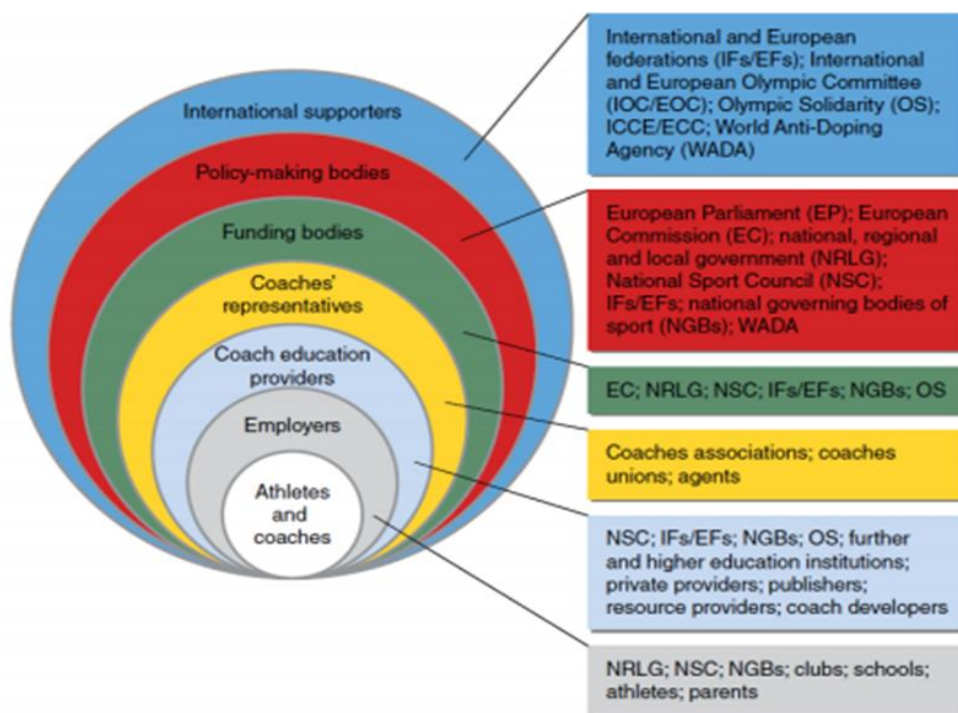 International supporters
Policy-making bodies
Funding bodies
Coaches'
representatives
Coach education
providers
Employers
Athletes
and
coaches
International and European
federations (IFs/EFs); International
and European Olympic Committee
(IOC/EOC); Olympic Solidarity (OS);
ICCE/ECC; World Anti-Doping
Agency (WADA)
European Parliament (EP); European
Commission (EC); national, regional
and local government (NRLG);
National Sport Council (NSC);
IFs/EFs; national governing bodies of
sport (NGBs); WADA
EC; NRLG; NSC; IFs/EFs; NGBs; OS
Coaches associations; coaches
unions; agents
NSC; IFs/EFs; NGBs; OS; further
and higher education institutions;
private providers; publishers;
resource providers; coach developers
NRLG; NSC; NGBs; clubs; schools;
athletes; parents